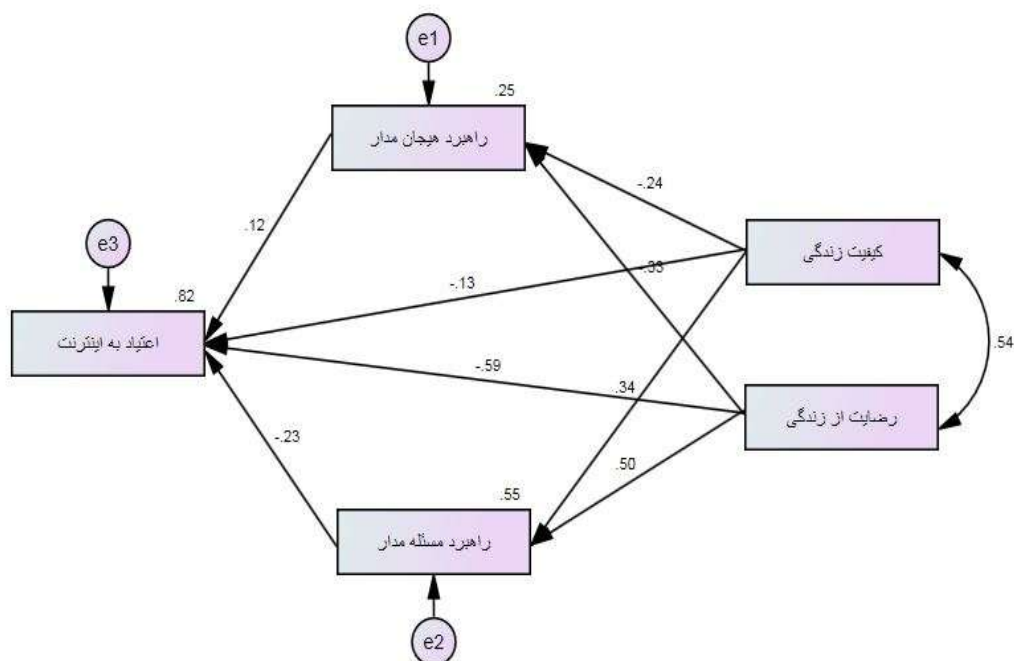 e1
.25
راهبرد هیجان مدار
-.24
کیفیت زندگی
.12
e3
-.33
-.13
.82
اعتیاد به اینترنت
.54
-.59
.34
رضایت از زندگی
-.23
.50
.55
راهبرد مسئله مدار
e2